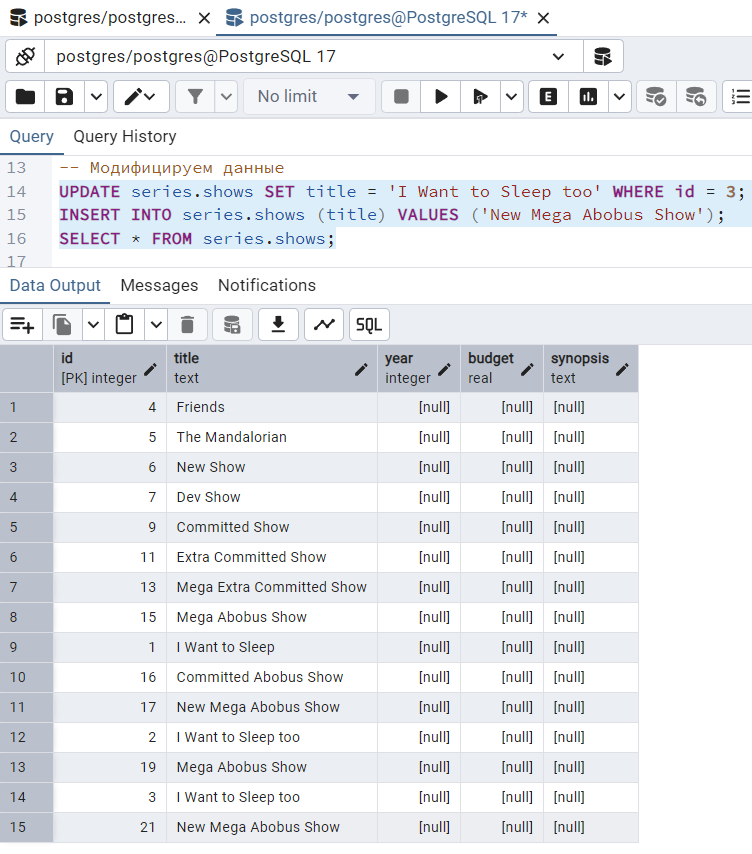 postgres/postgres... postgres/postgres@PostgreSQL 17*
postgres/postgres@PostgreSQL 17
No limit
Query Query History
13 -- Модифицируем данные
14 UPDATE series.shows SET title = 'I Want to Sleep too' WHERE id = 3;
15 INSERT INTO series.shows (title) VALUES ('New Mega Abobus Show');
16 SELECT * FROM series.shows;
17
Data Output Messages Notifications
SQL
id title year budget synopsis
[PK] integer text integer real text
1 4 Friends [null] [null] [null]
2 5 The Mandalorian [null] [null] [null]
3 6 New Show [null] [null] [null]
4 7 Dev Show [null] [null] [null]
5 9 Committed Show [null] [null] [null]
6 11 Extra Committed Show [null] [null] [null]
7 13 Mega Extra Committed Show [null] [null] [null]
8 15 Mega Abobus Show [null] [null] [null]
9 1 I Want to Sleep [null] [null] [null]
10 16 Committed Abobus Show [null] [null] [null]
11 17 New Mega Abobus Show [null] [null] [null]
12 2 I Want to Sleep too [null] [null] [null]
13 19 Mega Abobus Show [null] [null] [null]
14 3 I Want to Sleep too [null] [null] [null]
15 21 New Mega Abobus Show [null] [null] [null]